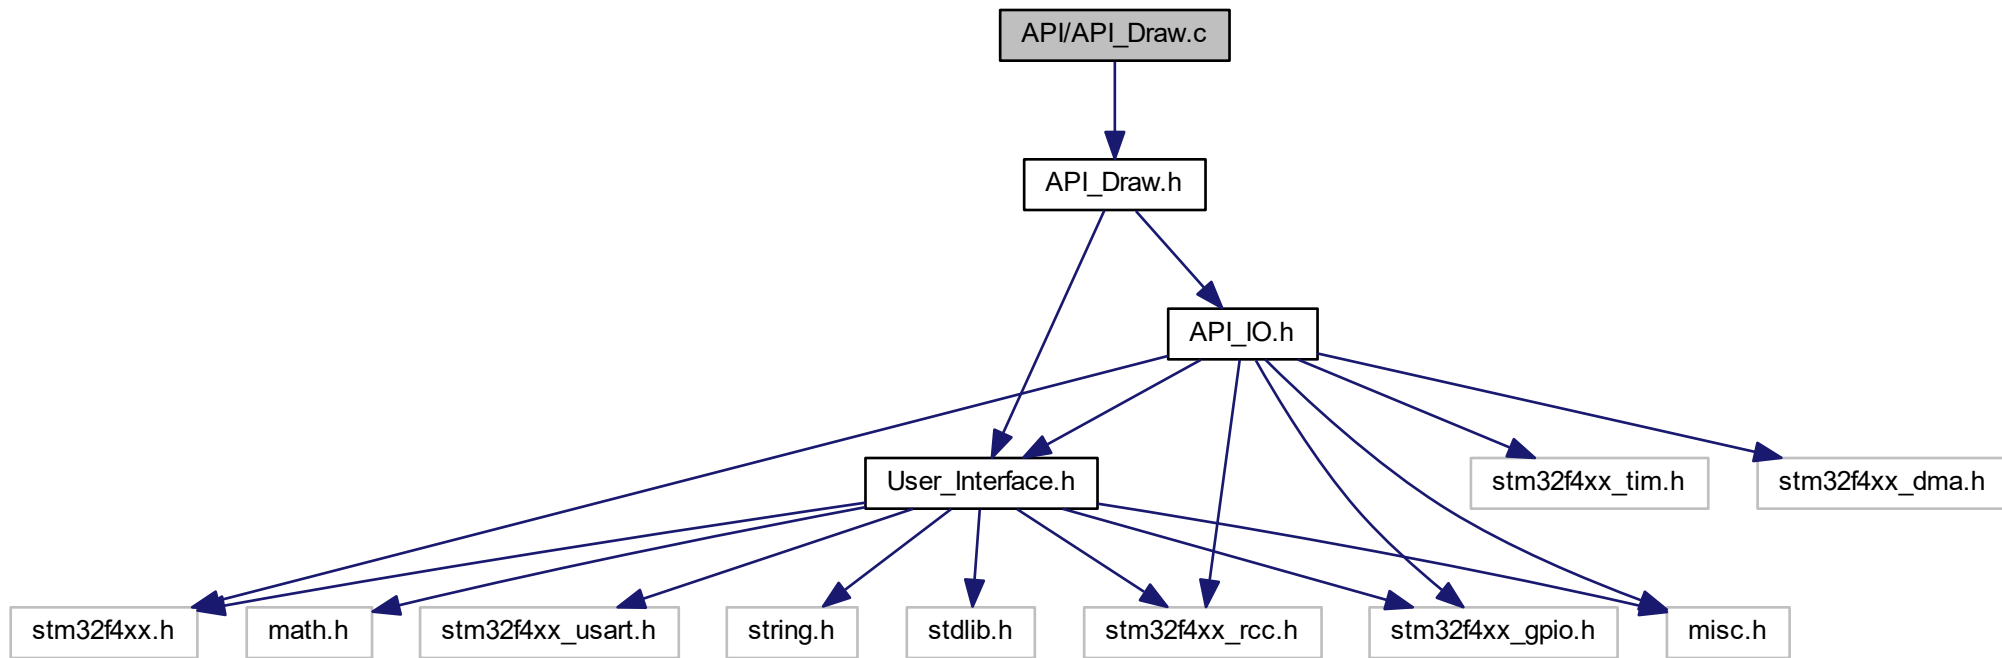 API/API_Draw.c
API_Draw.h
API_IO.h
User_Interface.h
stm32f4xx_tim.h
stm32f4xx_dma.h
stm32f4xx.h
math.h
stm32f4xx_usart.h
string.h
stdlib.h
stm32f4xx_rcc.h
stm32f4xx_gpio.h
misc.h